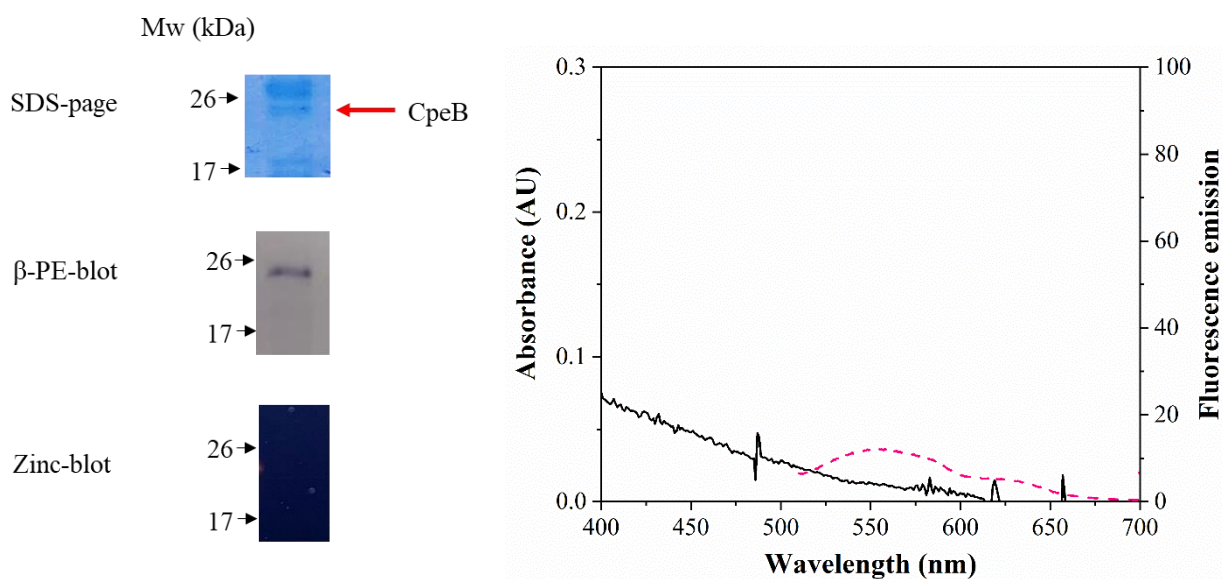 Mw (kDa)
SDS-page
26
17
CpeB
β-PE-blot
26
17
Zinc-blot
26
17
Absorbance (AU)
0.3
0.2
0.1
0.0
400 450 500 550 600 650 700
Wavelength (nm)
100
80
60
40
20
0
Fluorescence emission